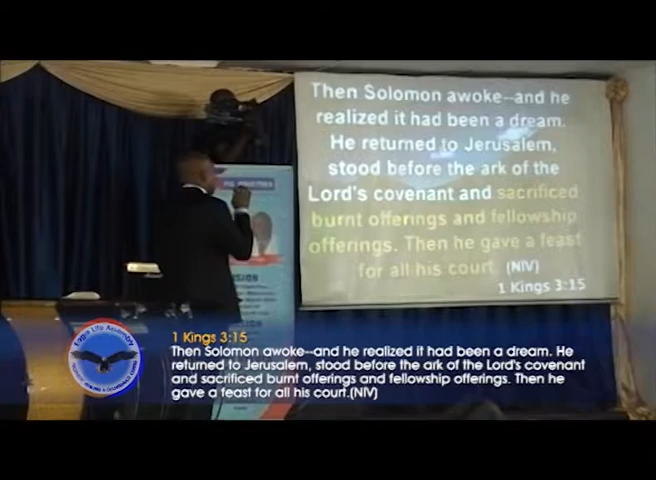 Then Solomon awoke--and he
realized it had been a dream.
He returned to Jerusalem,
stood before the ark of the
Lord's covenant and sacrificed
burnt offerings and fellowship
offerings. Then he gave a feast
for all his court. (NIV)
1 Kings 3:15
1 Kings 3:15
Then Solomon awoke--and he realized it had been a dream. He
returned to Jerusalem, stood before the ark of the Lord's covenant
and sacrificed burnt offerings and fellowship offerings. Then he
gave a feast for all his court.(NIV)
Eagle Life Assembly